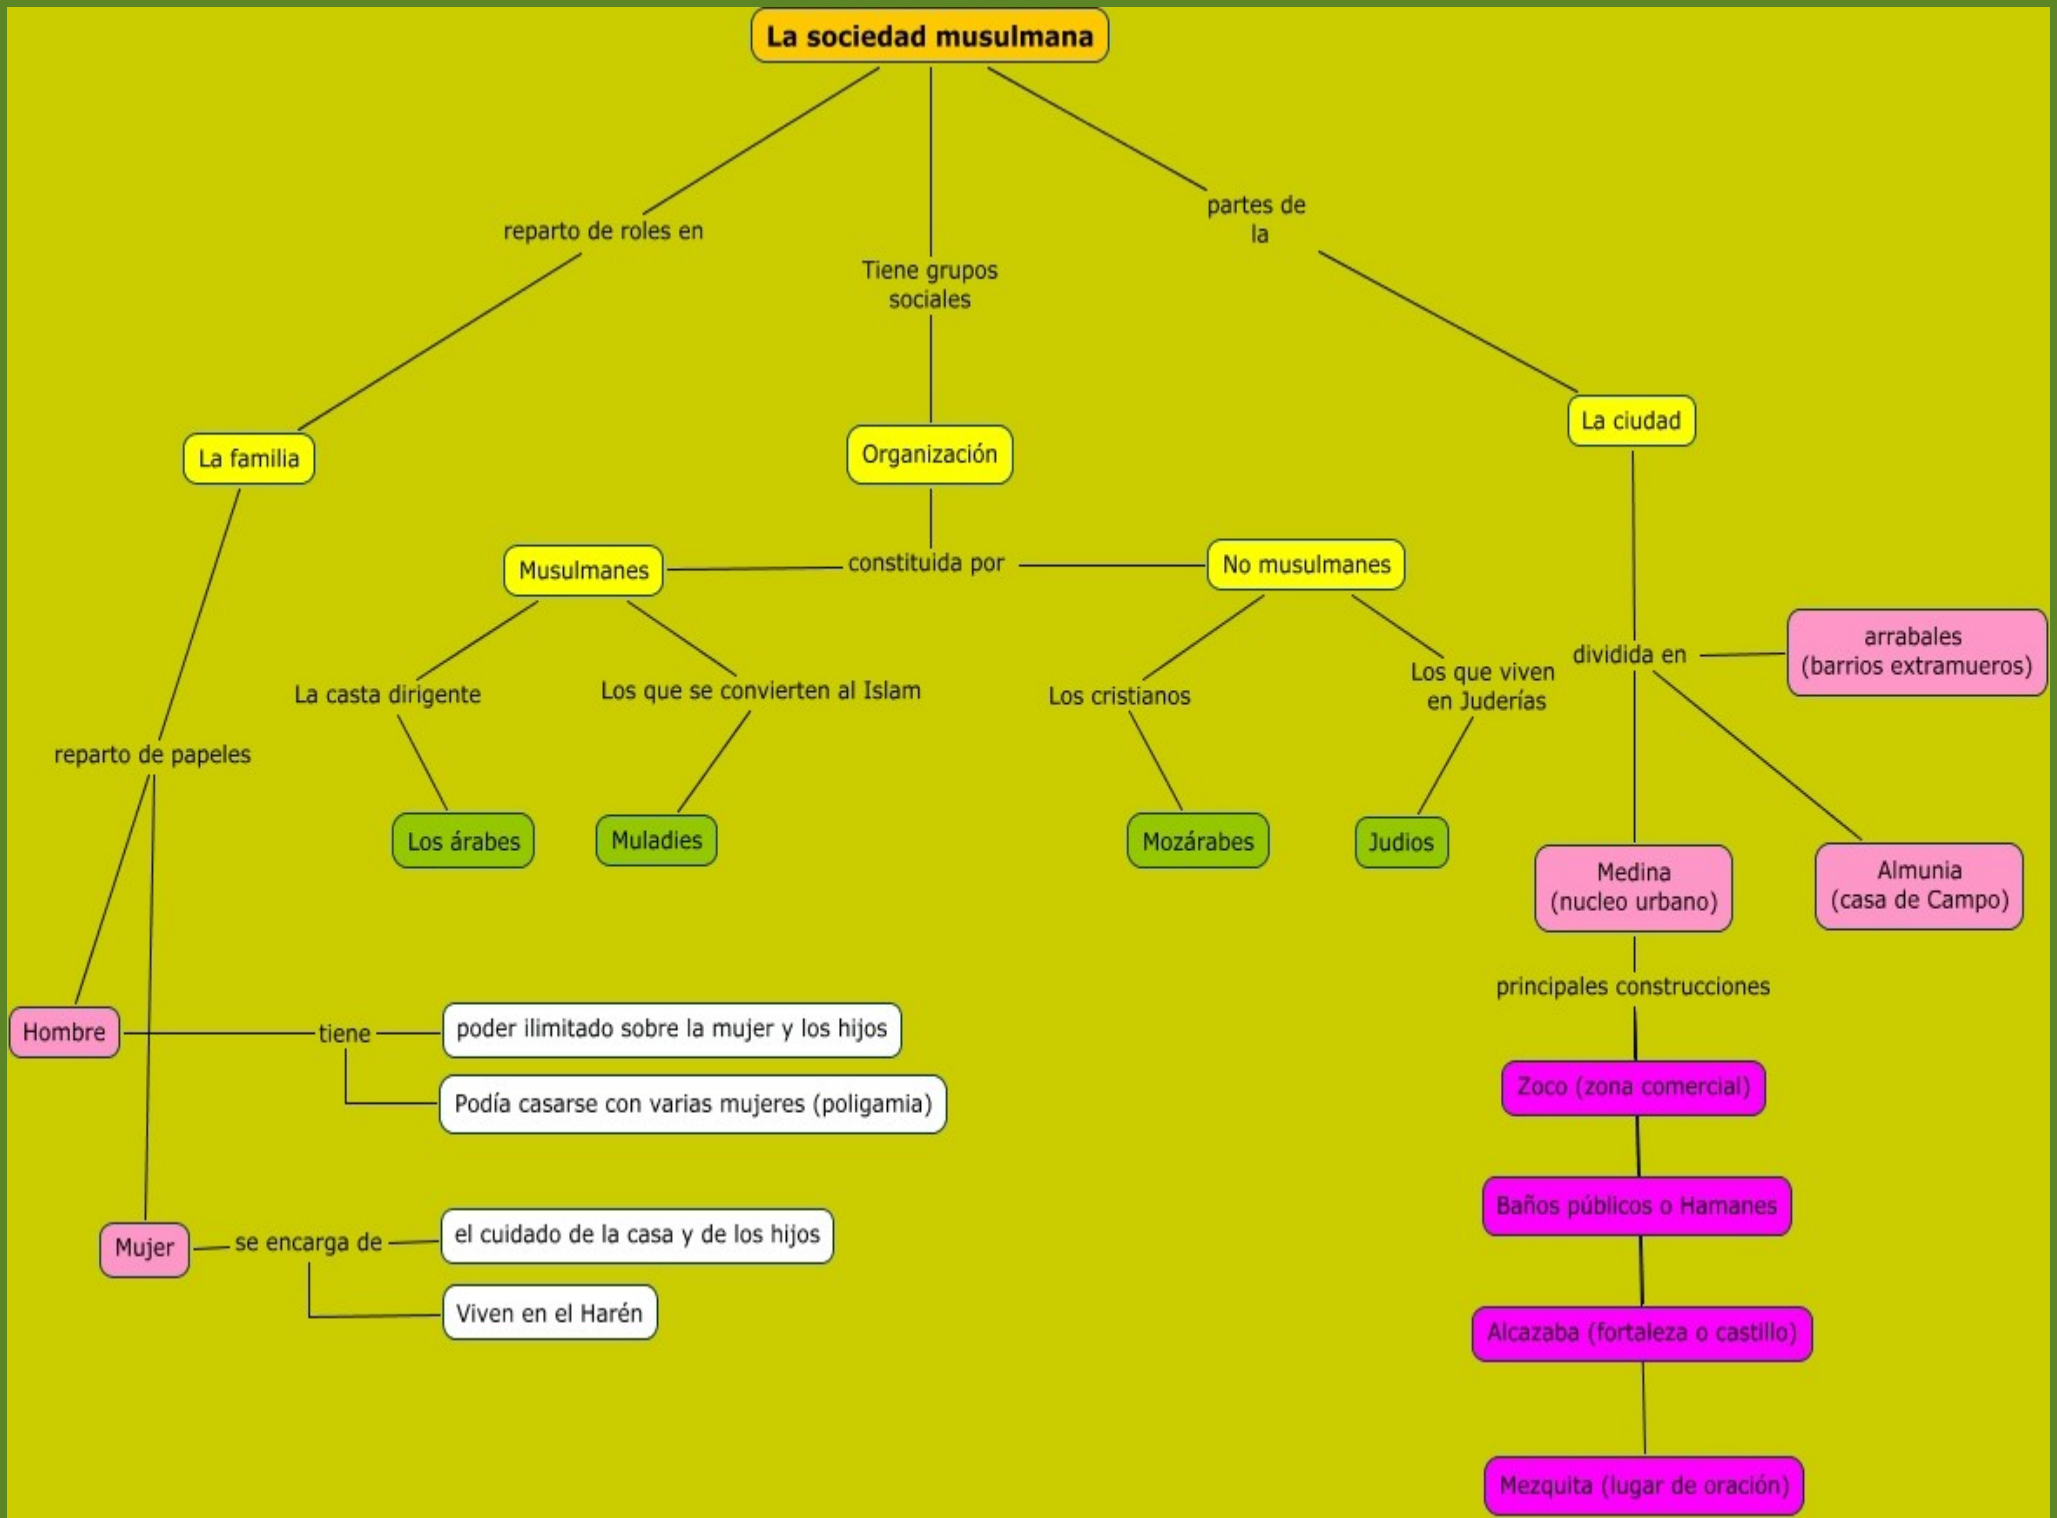 La sociedad musulmana
reparto de roles en
Tiene grupos
sociales
partes de
la
La familia
Organización
La ciudad
Musulmanes
constituida por
No musulmanes
La casta dirigente
Los que se convierten al Islam
Los cristianos
Los que viven
en Juderías
dividida en
arrabales
(barrios extramueros)
reparto de papeles
Los árabes
Muladies
Mozárabes
Judios
Medina
(nucleo urbano)
Almunia
(casa de Campo)
principales construcciones
Hombre
tiene
poder ilimitado sobre la mujer y los hijos
Podía casarse con varias mujeres (poligamia)
Zoco (zona comercial)
Baños públicos o Hamanes
Mujer
se encarga de
el cuidado de la casa y de los hijos
Viven en el Harén
Alcazaba (fortaleza o castillo)
Mezquita (lugar de oración)